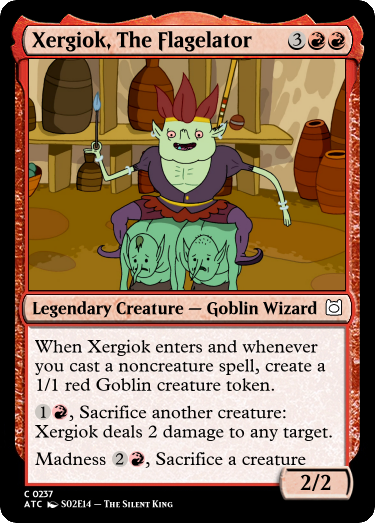 Xergiok, The Flagelator 3
Legendary Creature — Goblin Wizard
When Xergiok enters and whenever
you cast a noncreature spell, create a
1/1 red Goblin creature token.
1, Sacrifice another creature:
Xergiok deals 2 damage to any target.
Madness 2, Sacrifice a creature
2/2
C 0237
ATC S02E14 — The Silent King